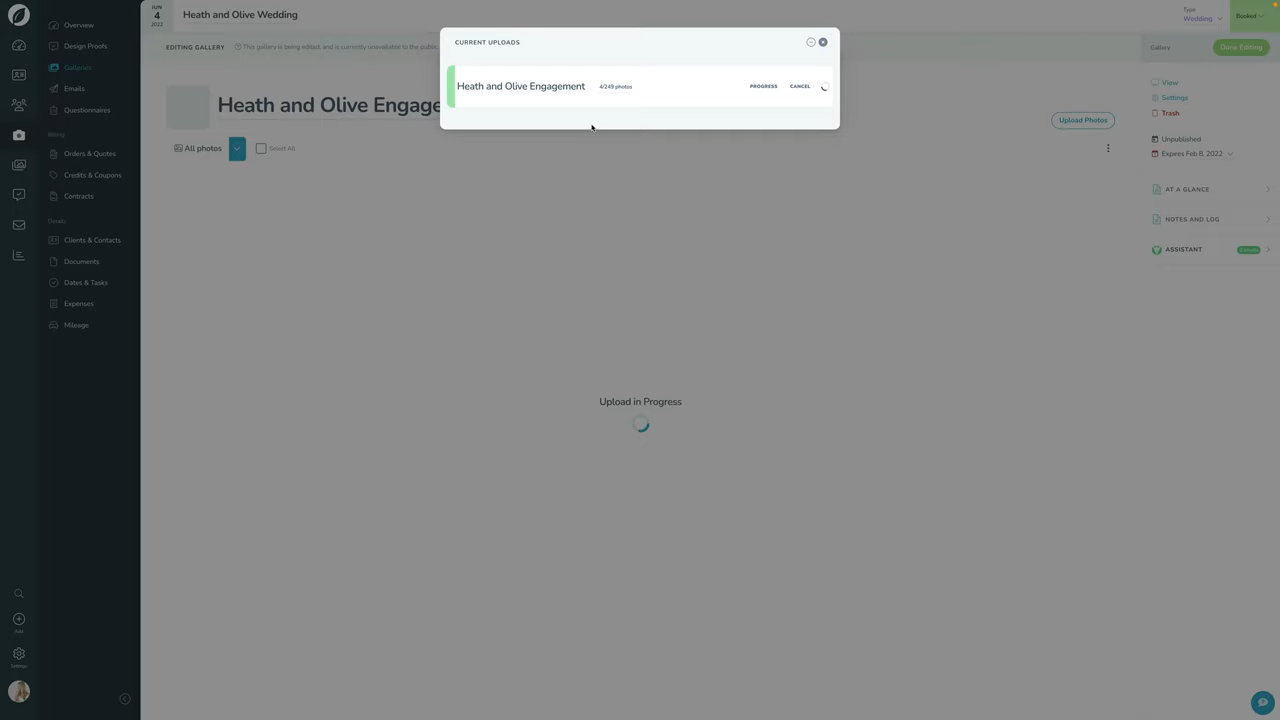 JUN
4
2022
Heath and Olive Wedding
Type
Wedding
Booked
Overview
Design Proofs
Galleries
Emails
Questionnaires
Billing
Orders & Quotes
Credits & Coupons
Contracts
Details
Clients & Contacts
Documents
Dates & Tasks
Expenses
Mileage
Add
Settings
EDITING GALLERY
This gallery is being edited, and is currently unavailable to the public.
Gallery
Done Editing
CURRENT UPLOADS
Heath and Olive Engagement
4/249 photos
PROGRESS
CANCEL
Heath and Olive Engage
Upload Photos
All photos
Select All
Upload in Progress
View
Settings
Trash
Unpublished
Expires Feb 8, 2022
AT A GLANCE
NOTES AND LOG
ASSISTANT